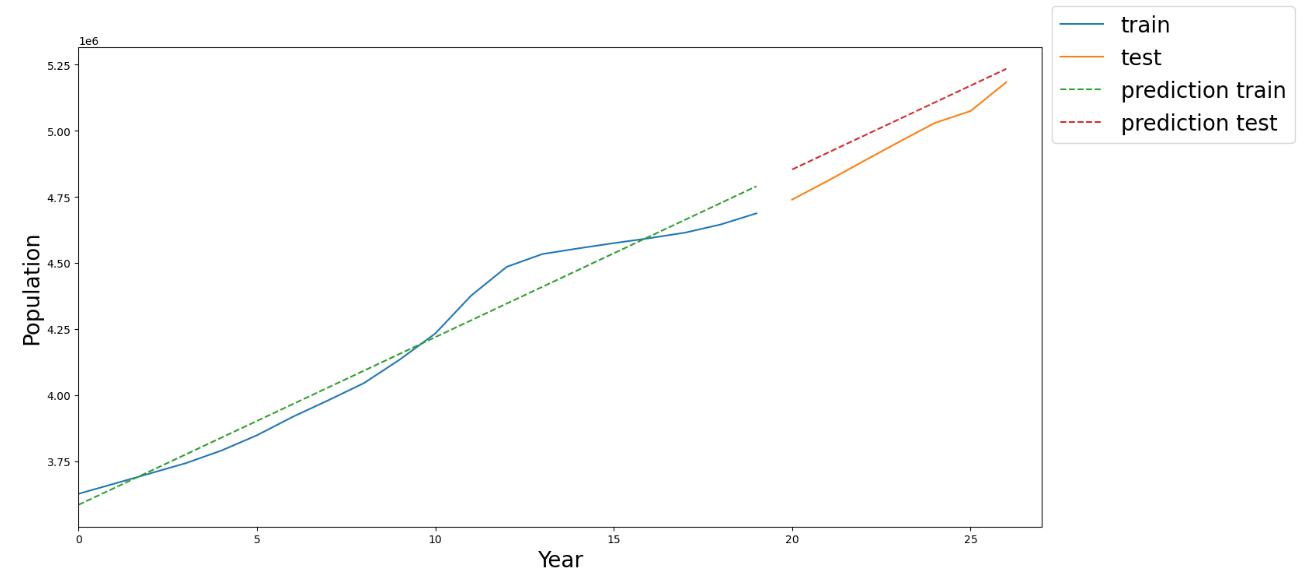 1e6
5.25
5.00
4.75
4.50
4.25
4.00
3.75
Population
0 5 10 15 20 25
Year
train
test
prediction train
prediction test